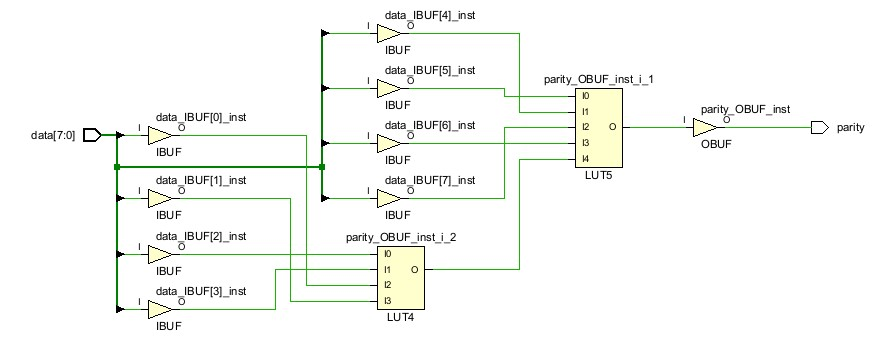 data_IBUF[4]_inst
I
O
IBUF
data_IBUF[5]_inst
I
O
IBUF
parity_OBUF_inst_i_1
I0
I1
I2
I3
I4
O
LUT5
parity_OBUF_inst
I
O
OBUF
parity
data[7:0]
data_IBUF[0]_inst
I
O
IBUF
data_IBUF[6]_inst
I
O
IBUF
data_IBUF[1]_inst
I
O
IBUF
data_IBUF[7]_inst
I
O
IBUF
data_IBUF[2]_inst
I
O
IBUF
parity_OBUF_inst_i_2
I0
I1
I2
I3
O
LUT4
data_IBUF[3]_inst
I
O
IBUF